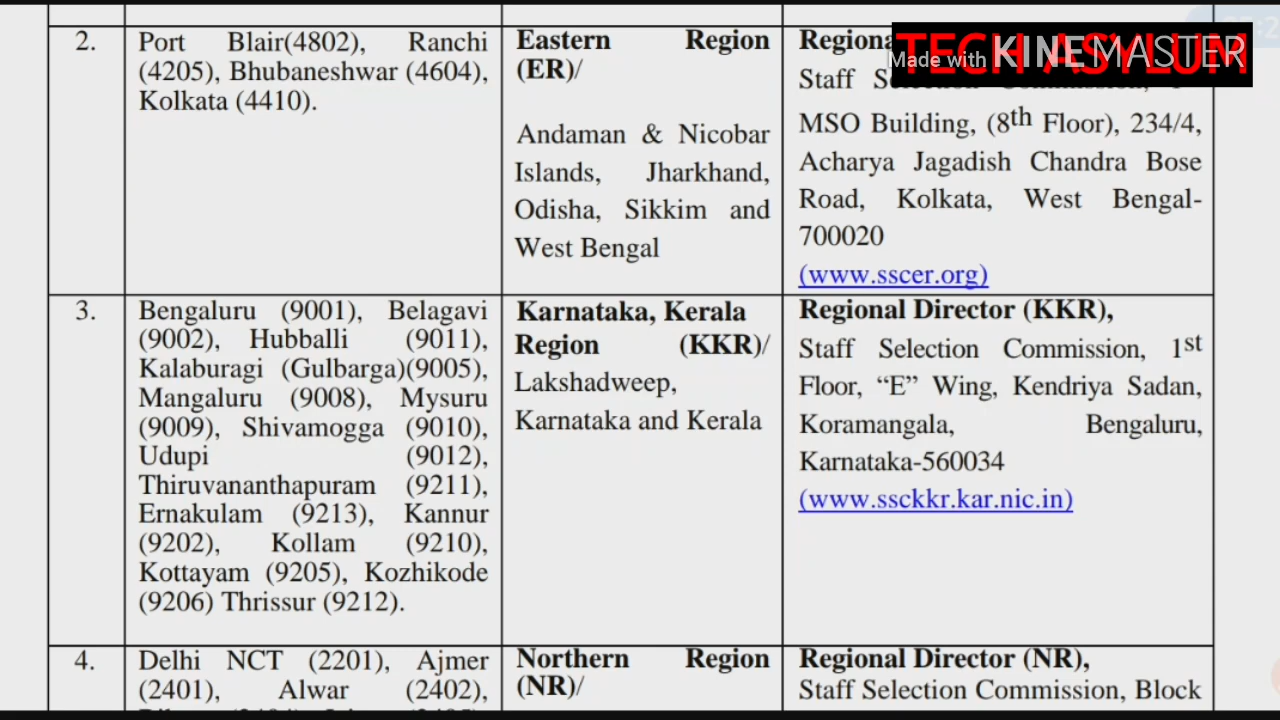 2.
Port Blair(4802), Ranchi
(4205), Bhubaneshwar (4604),
Kolkata (4410).
Eastern Region
(ER)/
Andaman & Nicobar
Islands, Jharkhand,
Odisha, Sikkim and
West Bengal
TECH ASYLUM
Made with KINEMASTER
Staff
MSO Building, (8th Floor), 234/4,
Acharya Jagadish Chandra Bose
Road, Kolkata, West Bengal-
700020
(www.sscer.org)
3.
Bengaluru (9001), Belagavi
(9002), Hubballi (9011),
Kalaburagi (Gulbarga)(9005),
Mangaluru (9008), Mysuru
(9009), Shivamogga (9010),
Udupi (9012),
Thiruvananthapuram (9211),
Ernakulam (9213), Kannur
(9202), Kollam (9210),
Kottayam (9205), Kozhikode
(9206) Thrissur (9212).
Karnataka, Kerala
Region (KKR)/
Lakshadweep,
Karnataka and Kerala
Regional Director (KKR),
Staff Selection Commission, 1st
Floor, “E” Wing, Kendriya Sadan,
Koramangala, Bengaluru,
Karnataka-560034
(www.ssckkr.kar.nic.in)
4.
Delhi NCT (2201), Ajmer
(2401), Alwar (2402),
Northern Region
(NR)/
Regional Director (NR),
Staff Selection Commission, Block